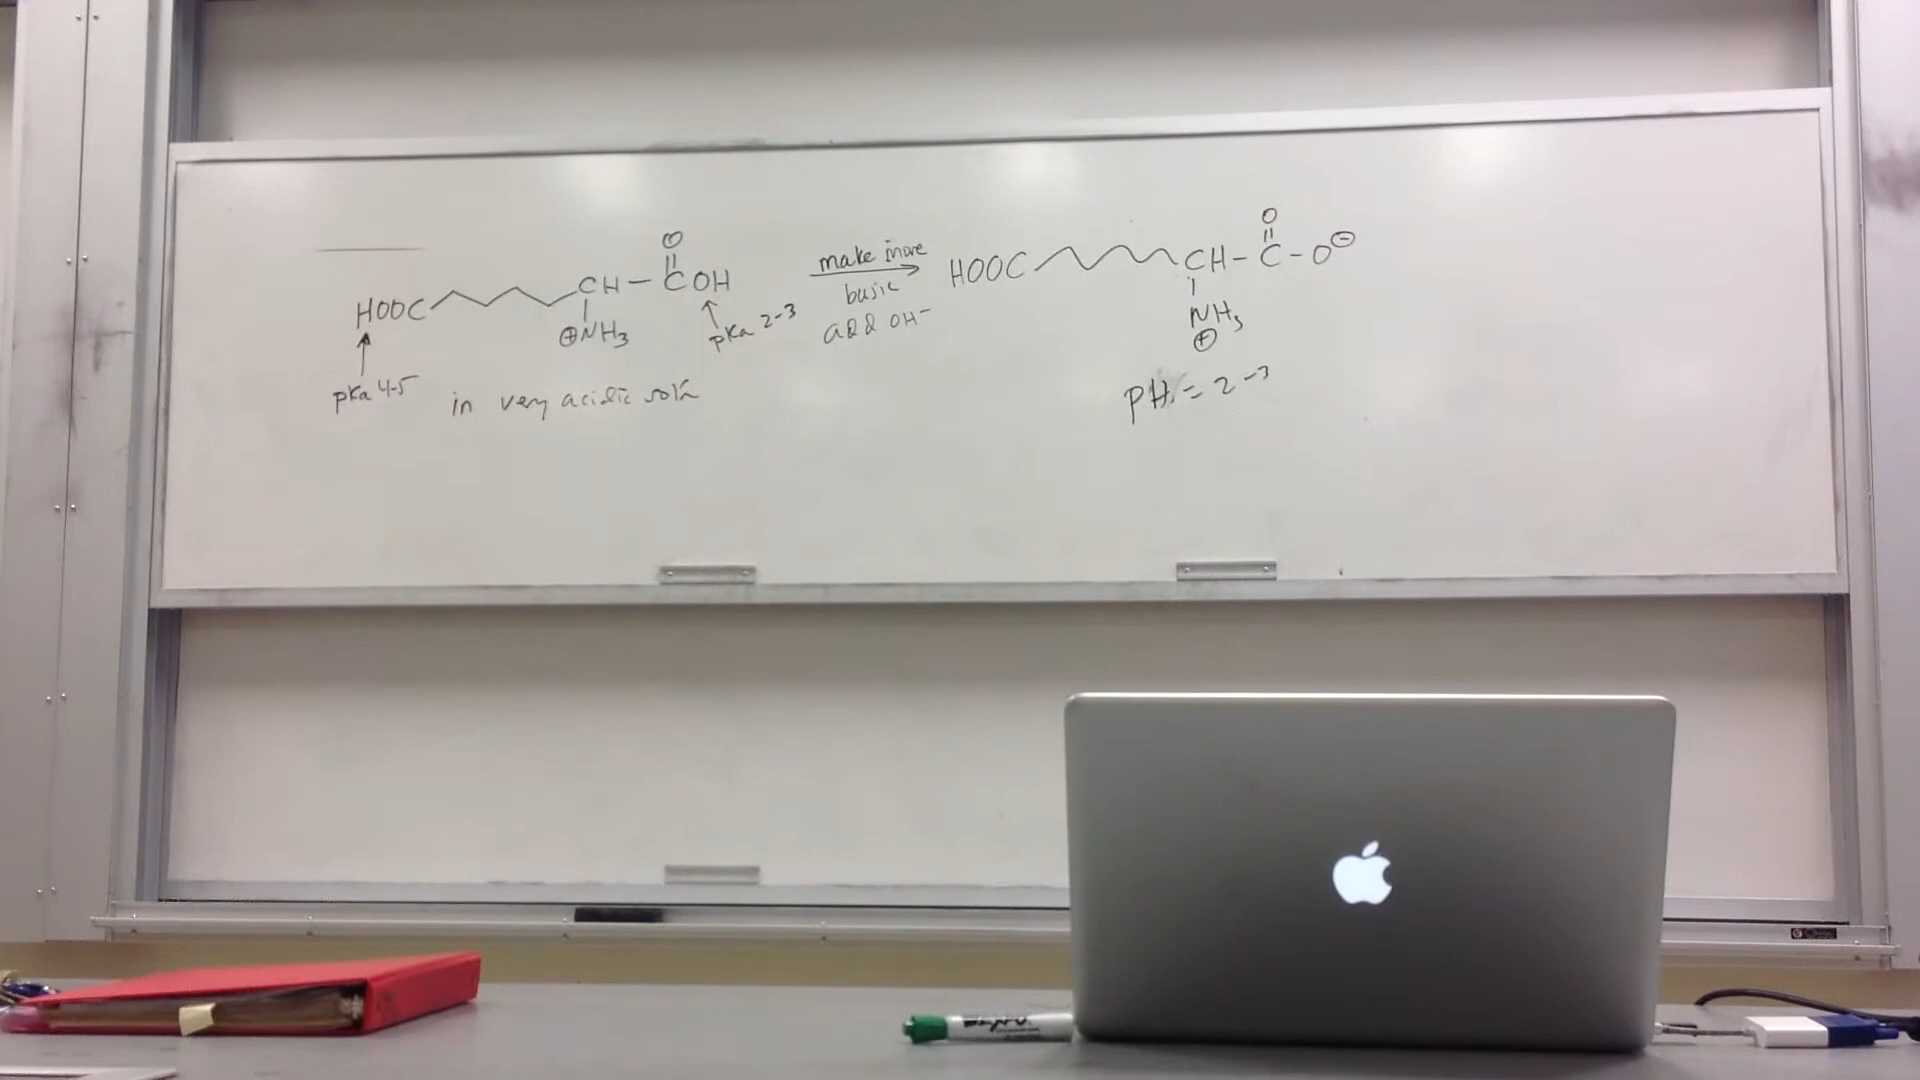 O
||
HOOC CH - COH
⊕NH3
pKa 4-5
pKa 2-3
in very acidic soln
make more
basic
add OH-
O
||
HOOC CH - C - O⊖
NH3
⊕
pH = 2-3
EXPO